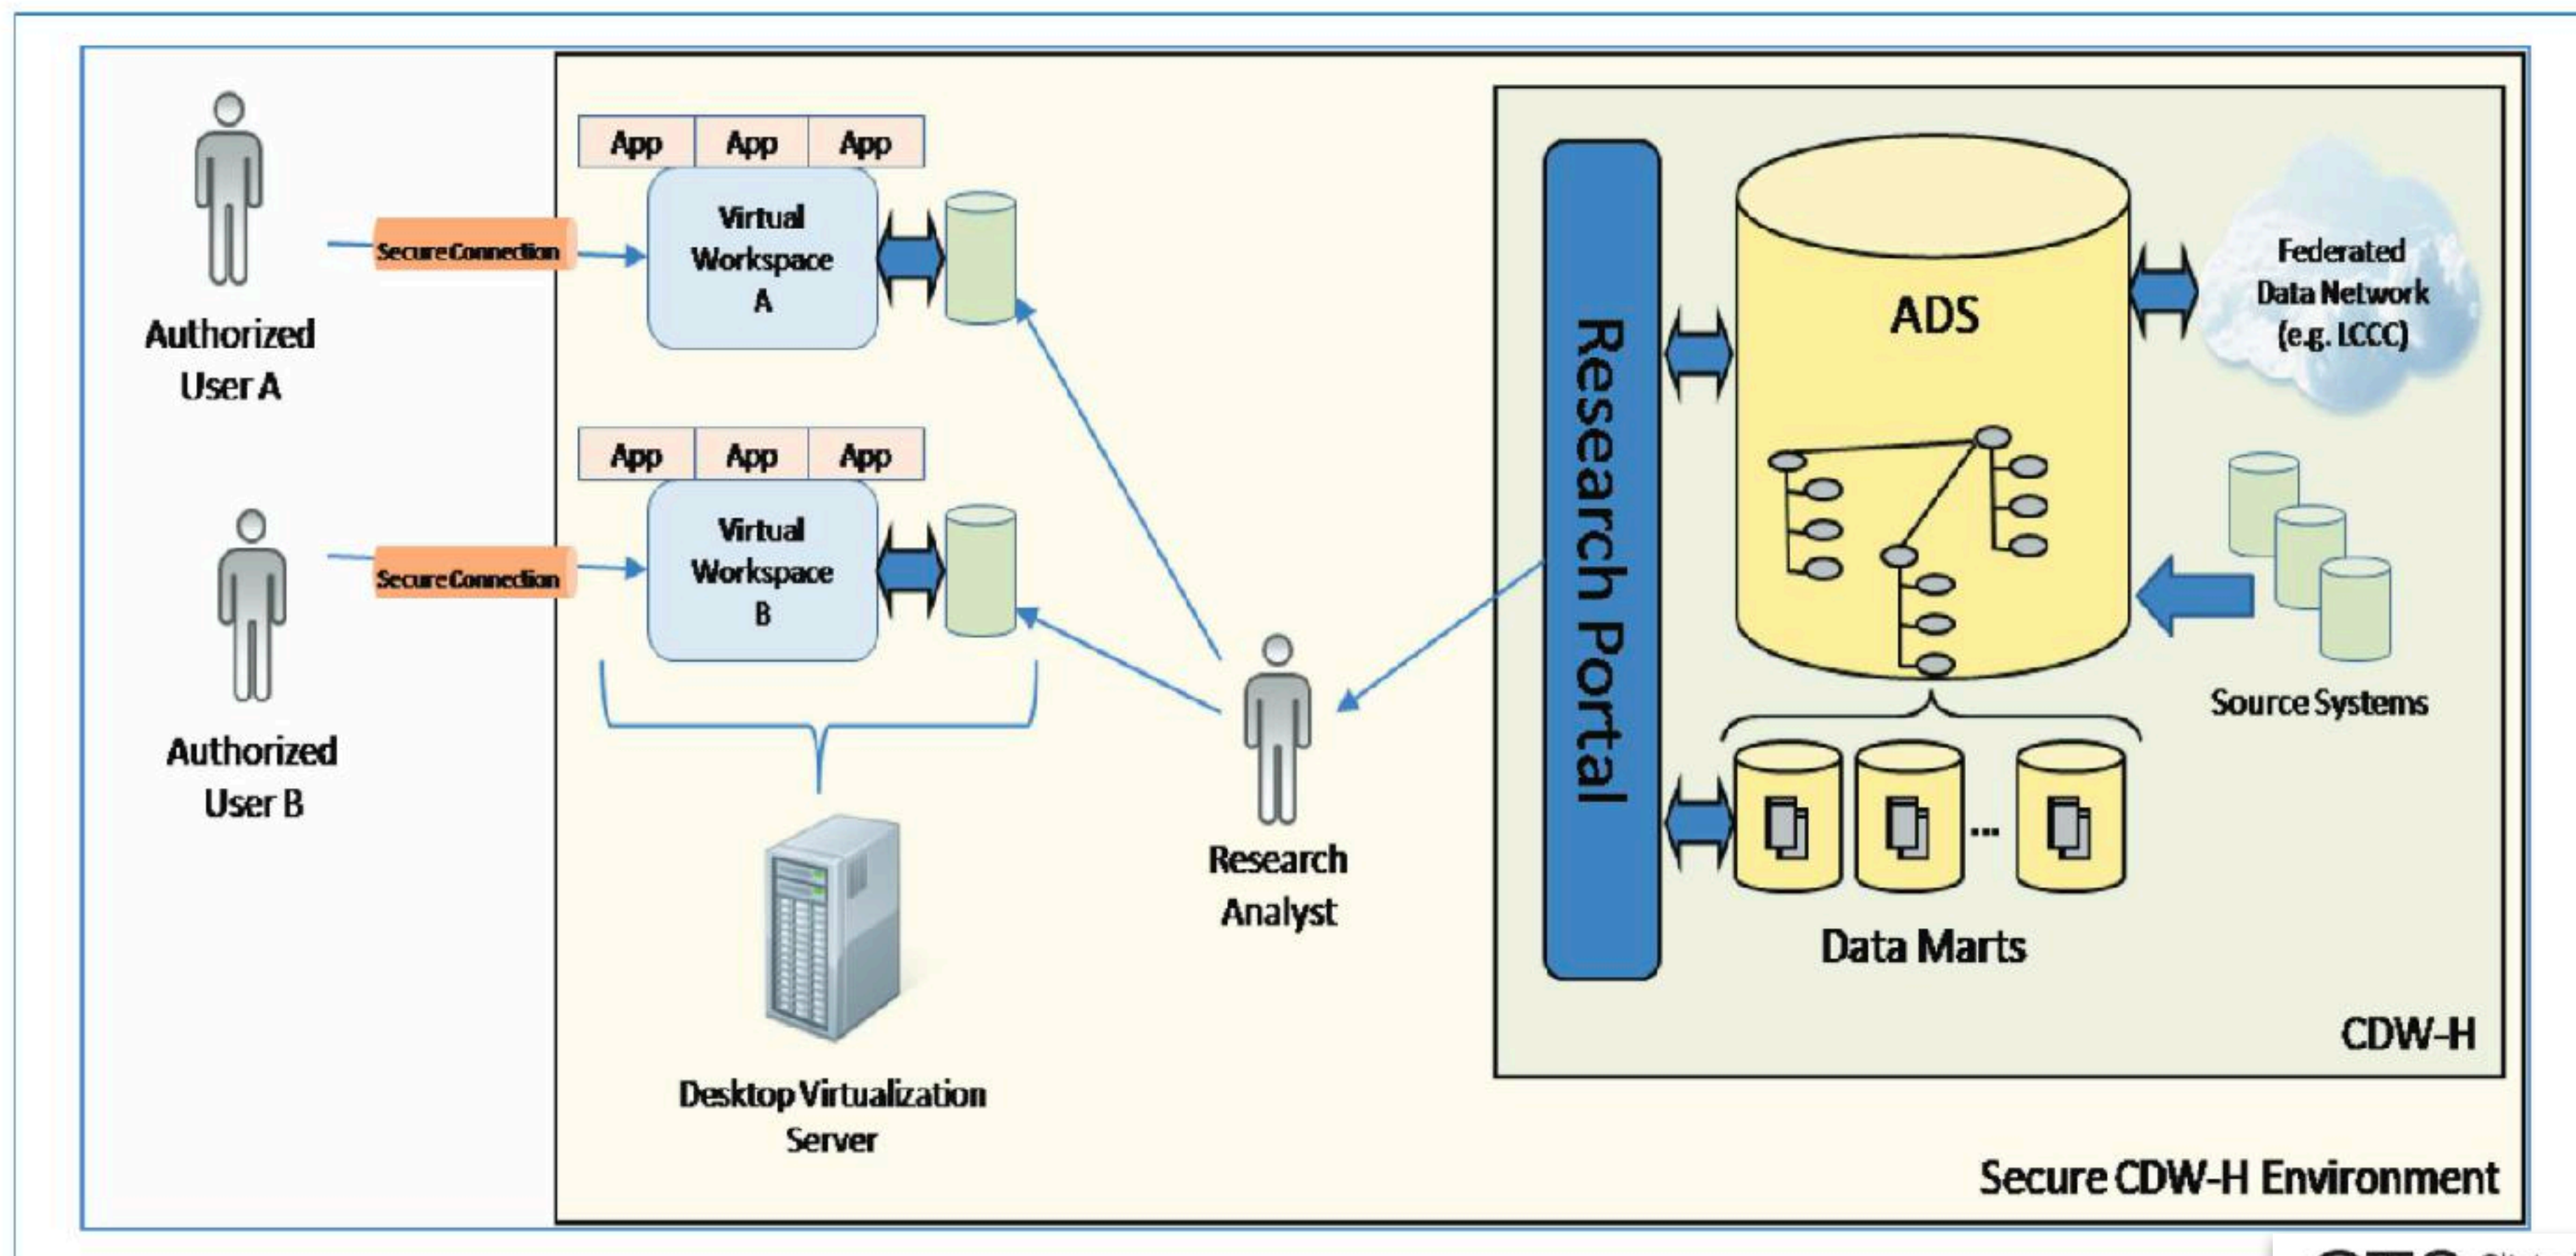 App App App
Virtual
Workspace
A
Secure Connection
Authorized
User A
App App App
Virtual
Workspace
B
Secure Connection
Authorized
User B
Desktop Virtualization
Server
Research
Analyst
Research Portal
ADS
Federated
Data Network
(e.g. LCCC)
Source Systems
...
Data Marts
CDW-H
Secure CDW-H Environment